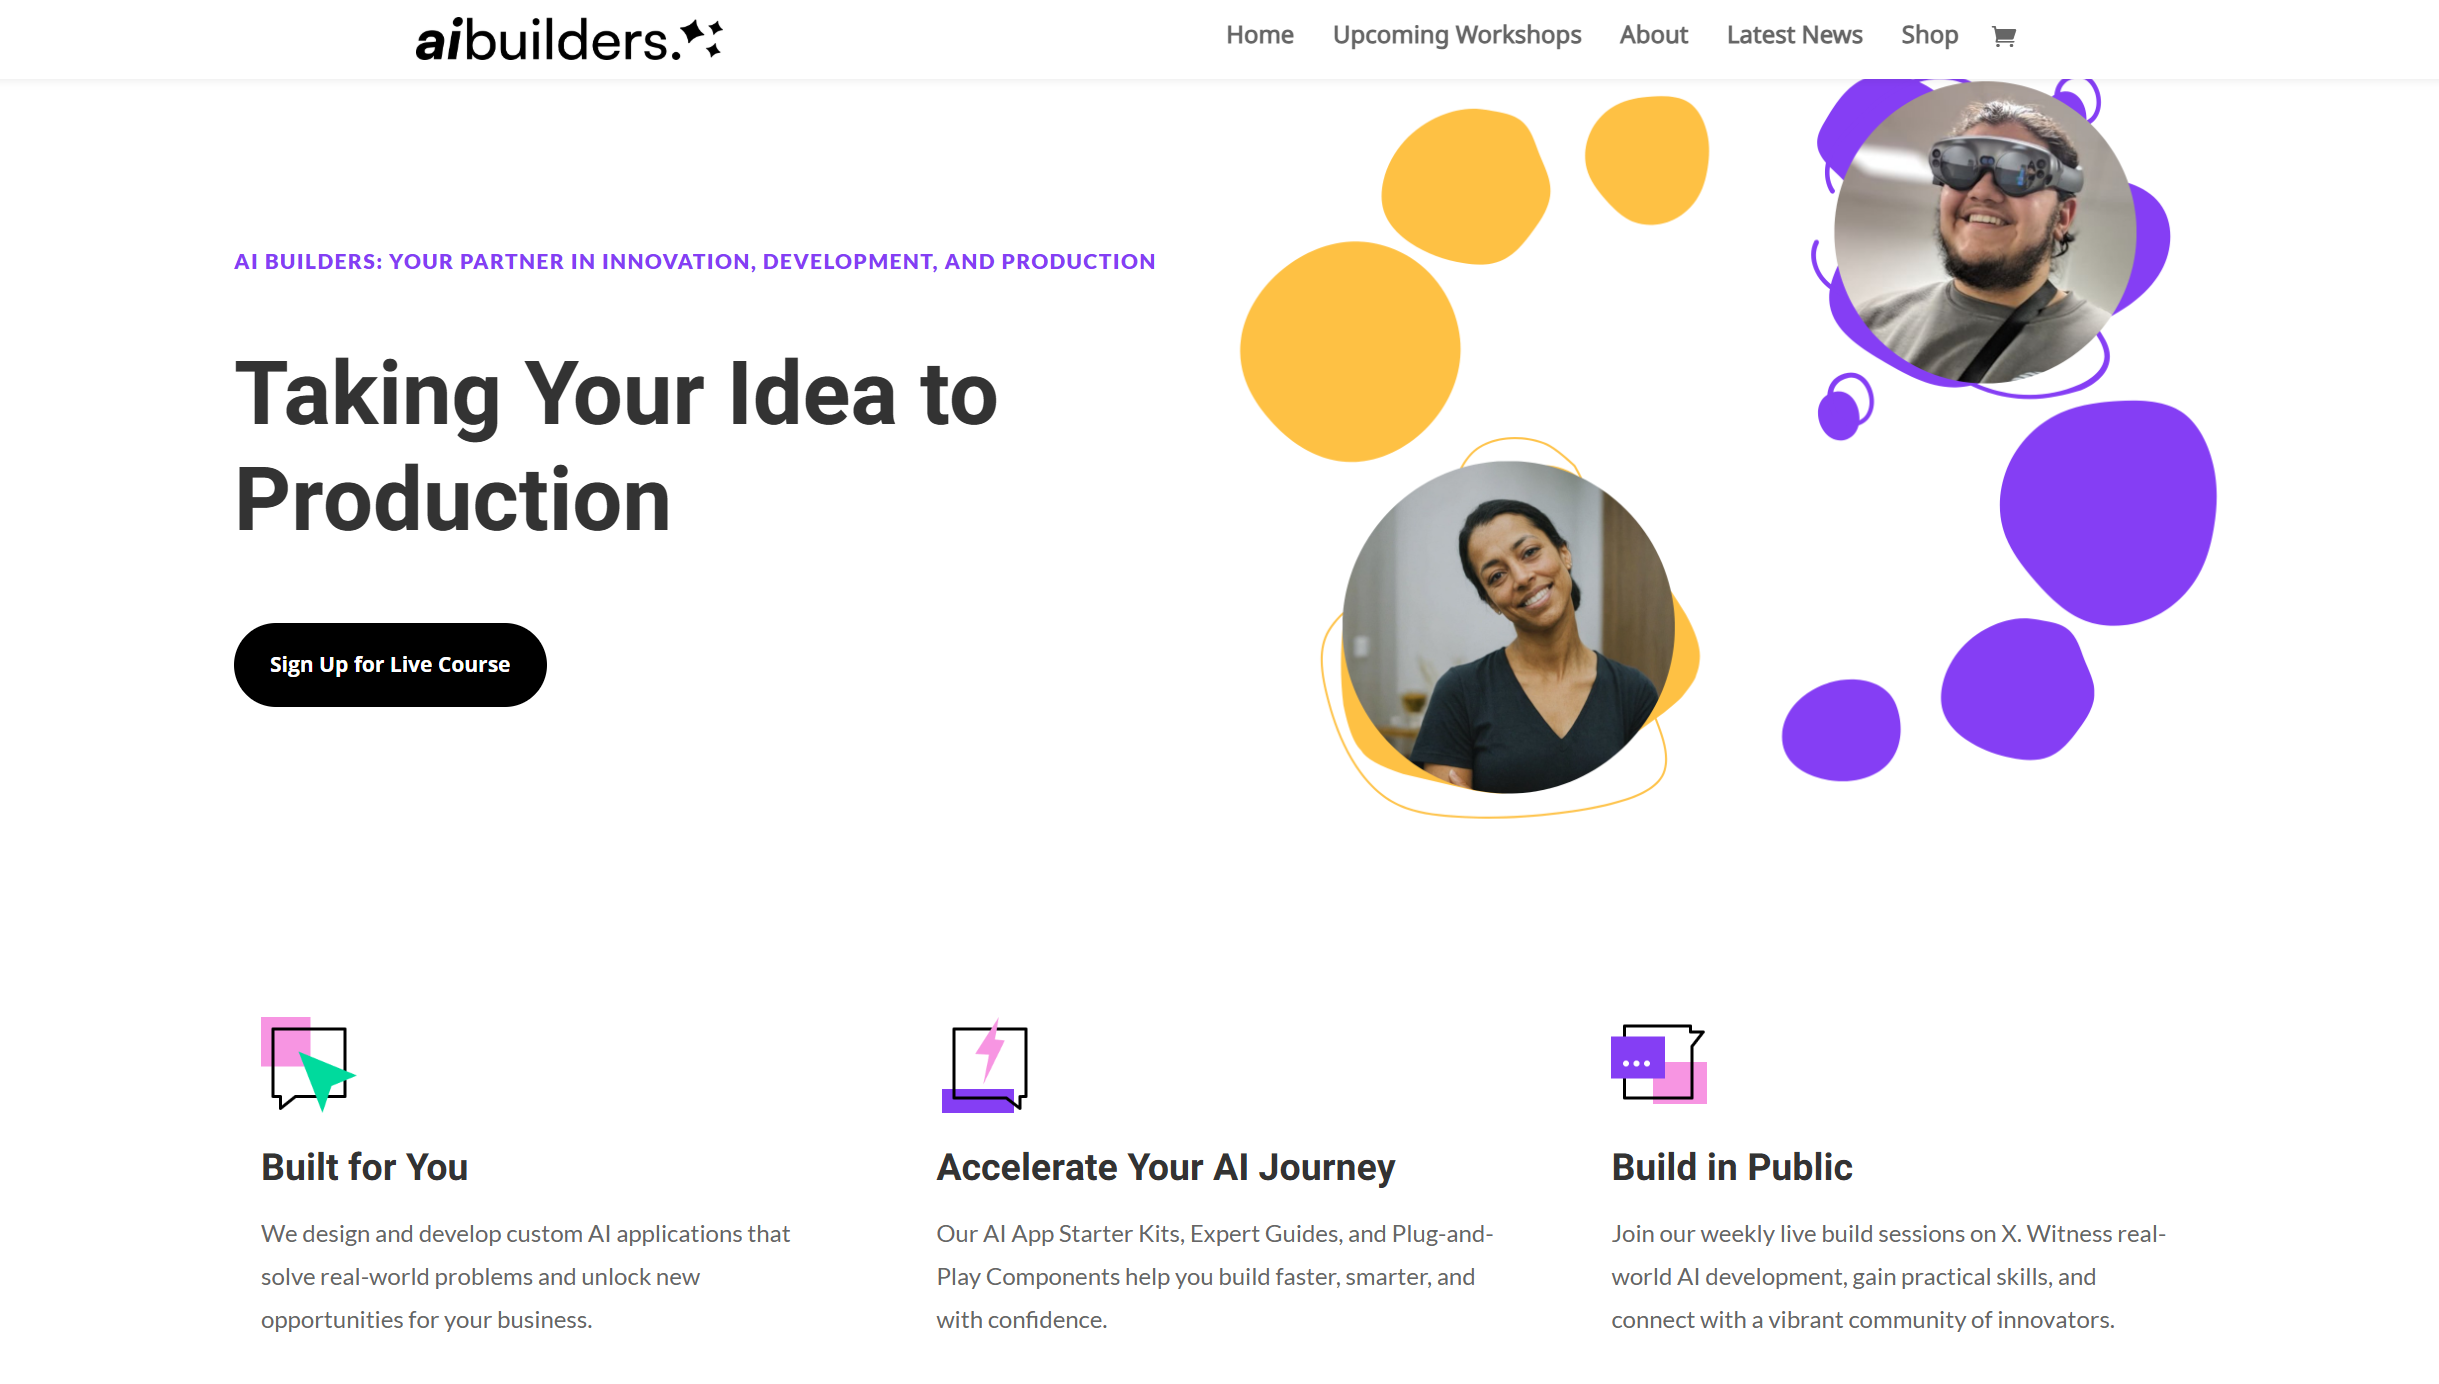 aibuilders.
Home Upcoming Workshops About Latest News Shop
AI BUILDERS: YOUR PARTNER IN INNOVATION, DEVELOPMENT, AND PRODUCTION
Taking Your Idea to
Production
Sign Up for Live Course
Built for You
We design and develop custom AI applications that
solve real-world problems and unlock new
opportunities for your business.
Accelerate Your AI Journey
Our AI App Starter Kits, Expert Guides, and Plug-and-
Play Components help you build faster, smarter, and
with confidence.
Build in Public
Join our weekly live build sessions on X. Witness real-
world AI development, gain practical skills, and
connect with a vibrant community of innovators.